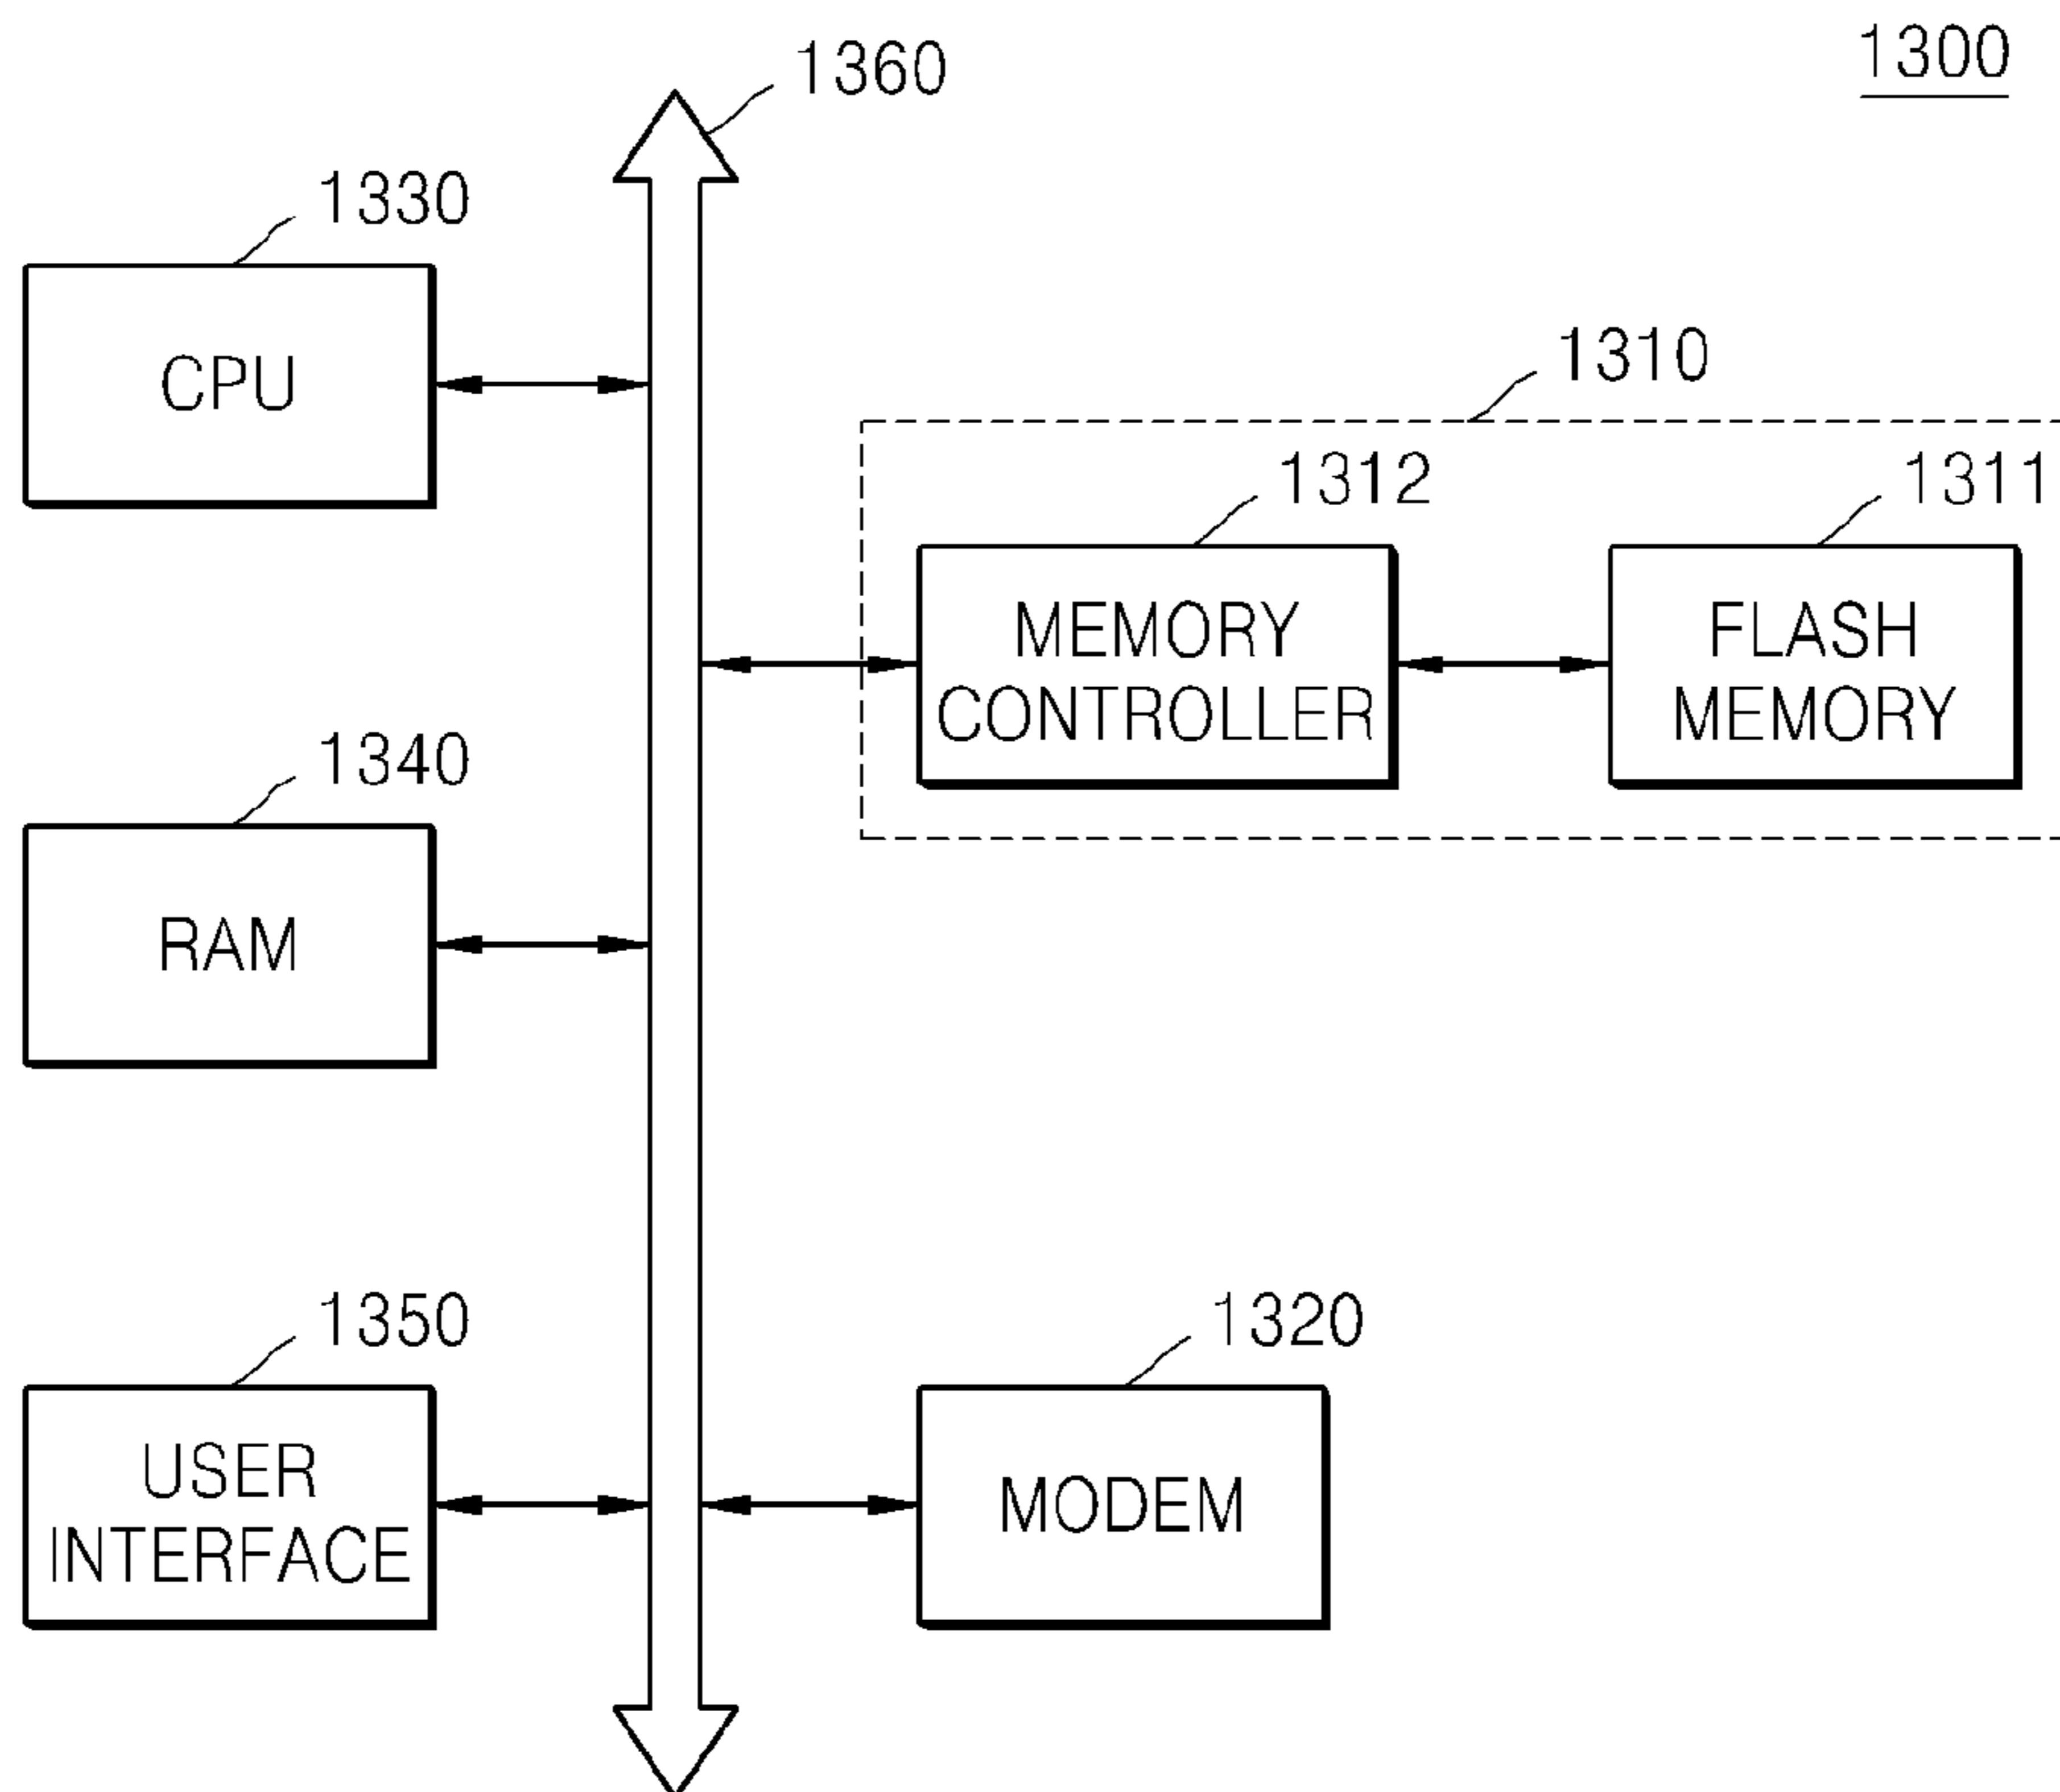 1300
1360
1330
CPU
1310
1312
1311
MEMORY
CONTROLLER
FLASH
MEMORY
1340
RAM
1350
USER
INTERFACE
1320
MODEM